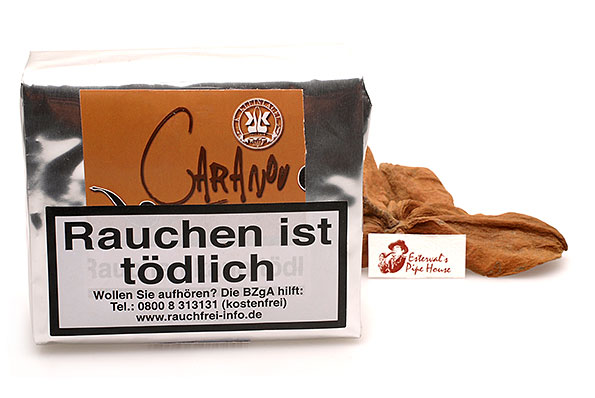 CARANOU
Rauchen ist
tödlich
Wollen Sie aufhören? Die BZgA hilft:
Tel.: 0800 8 313131 (kostenfrei)
www.rauchfrei-info.de
Esterval's
Pipe House